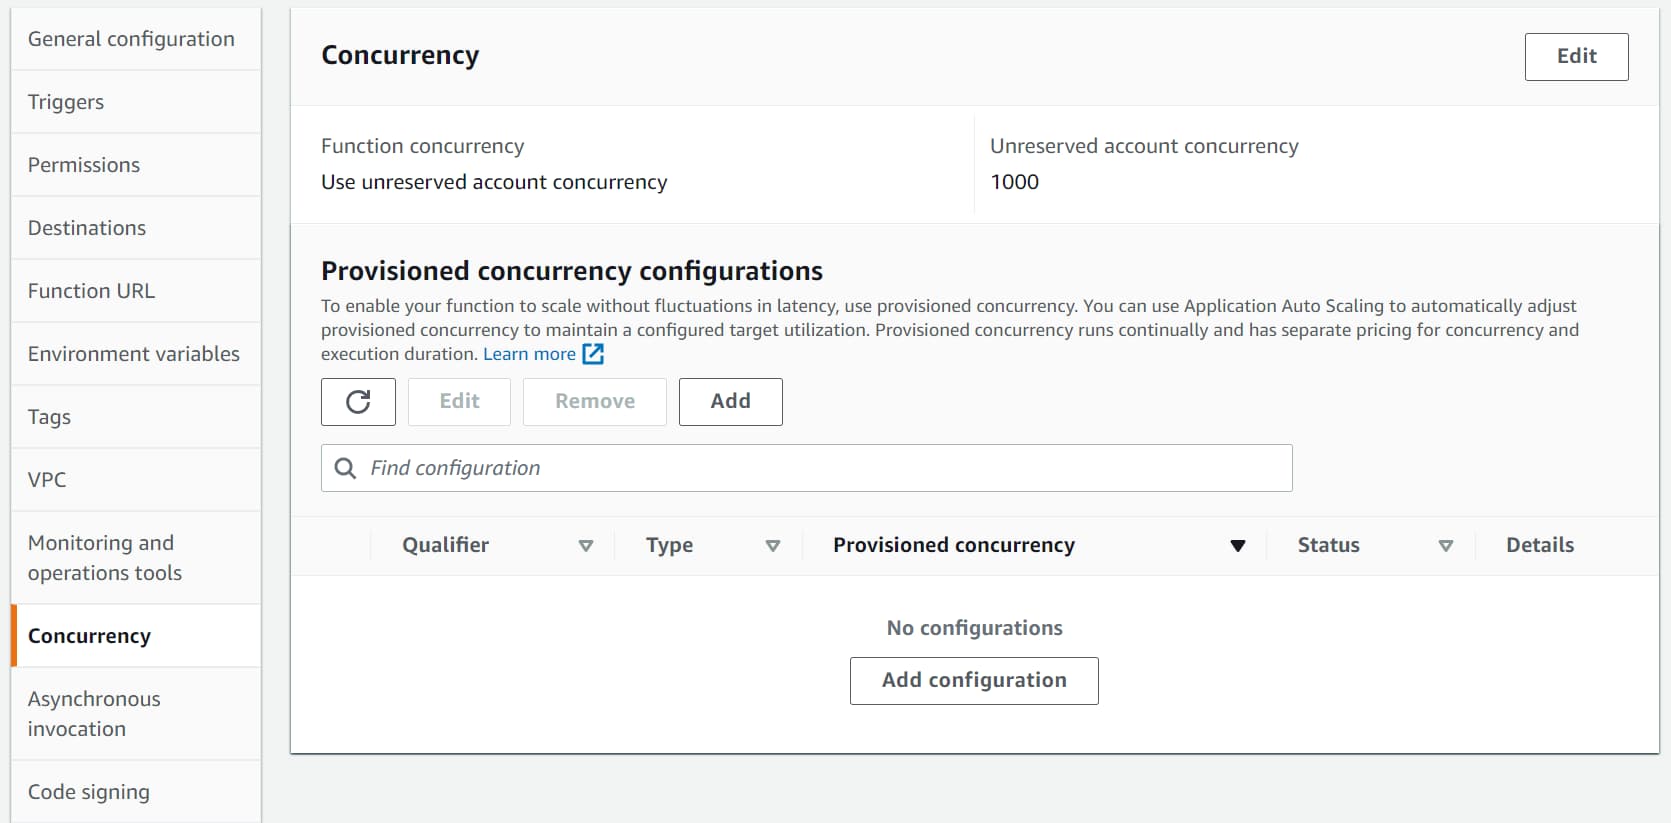 General configuration
Triggers
Permissions
Destinations
Function URL
Environment variables
Tags
VPC
Monitoring and
operations tools
Concurrency
Asynchronous
invocation
Code signing
Concurrency
Edit
Function concurrency
Use unreserved account concurrency
Unreserved account concurrency
1000
Provisioned concurrency configurations
To enable your function to scale without fluctuations in latency, use provisioned concurrency. You can use Application Auto Scaling to automatically adjust
provisioned concurrency to maintain a configured target utilization. Provisioned concurrency runs continually and has separate pricing for concurrency and
execution duration. Learn more
Edit Remove Add
Find configuration
Qualifier Type Provisioned concurrency Status Details
No configurations
Add configuration